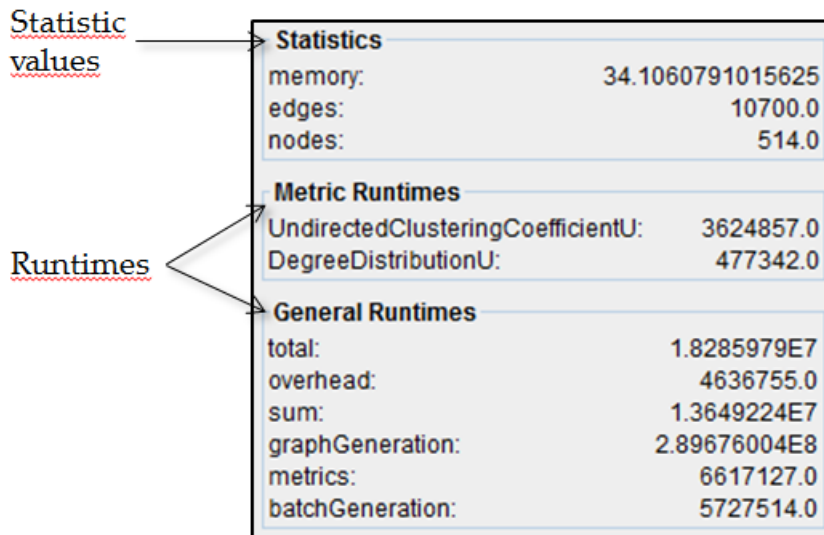 Statistic
values
Statistics
memory: 34.1060791015625
edges: 10700.0
nodes: 514.0
Runtimes
Metric Runtimes
UndirectedClusteringCoefficientU: 3624857.0
DegreeDistributionU: 477342.0
General Runtimes
total: 1.8285979E7
overhead: 4636755.0
sum: 1.3649224E7
graphGeneration: 2.89676004E8
metrics: 6617127.0
batchGeneration: 5727514.0